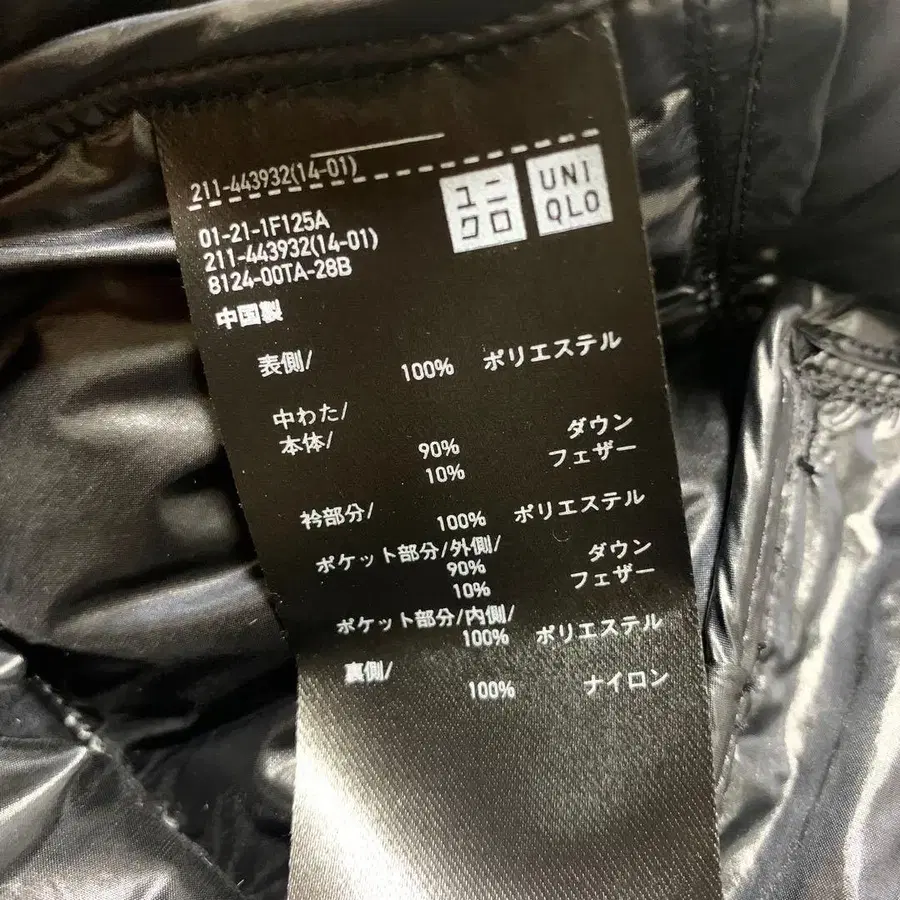 211-443932(14-01)
ユニ
クロ
UNI
QLO
01-21-1F125A
211-443932(14-01)
8124-00TA-28B
中国製
表側/
100% ポリエステル
中わた/
本体/
90% ダウン
10% フェザー
衿部分/
100% ポリエステル
ポケット部分/外側/
90% ダウン
10% フェザー
ポケット部分/内側/
100% ポリエステル
裏側/
100% ナイロン